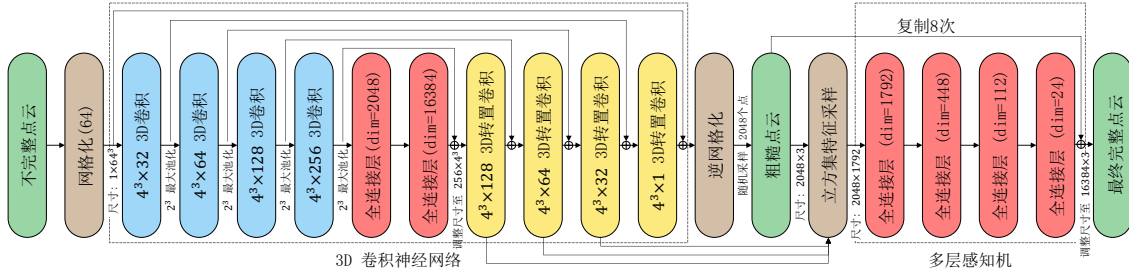 复制8次
不完整点云
网格化(64)
尺寸: 1×64³
4³×32 3D卷积
2³ 最大池化
4³×64 3D卷积
2³ 最大池化
4³×128 3D卷积
2³ 最大池化
4³×256 3D卷积
2³ 最大池化
全连接层(dim=2048)
全连接层(dim=16384)
调整尺寸至 256×4³
4³×128 3D转置卷积
4³×64 3D转置卷积
4³×32 3D转置卷积
4³×1 3D转置卷积
逆网格化
随机采样 2048个点
粗糙点云
尺寸: 2048×3
立方集特征采样
尺寸: 2048×1792
全连接层 (dim=1792)
全连接层 (dim=448)
全连接层 (dim=112)
全连接层 (dim=24)
调整尺寸至 16384×3
最终完整点云
3D 卷积神经网络
多层感知机